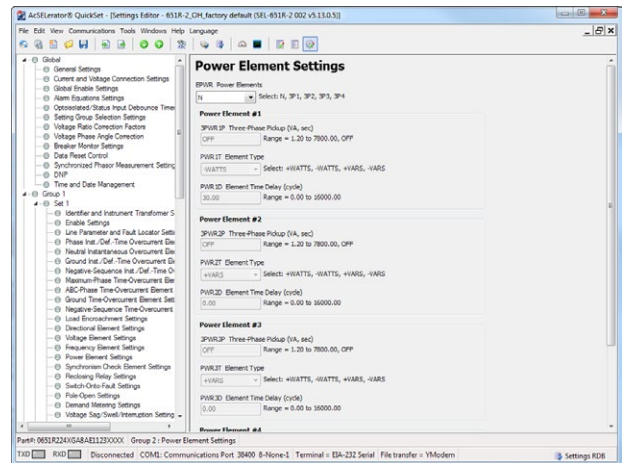 AcSELerator® QuickSet - [Settings Editor - 651R-2_OH_factory default (SEL-651R-2 002 v5.13.0.5)]
File Edit View Communications Tools Windows Help Language
Global
General Settings
Current and Voltage Connection Settings
Global Enable Settings
Alarm Equations Settings
Optoisolated/Status Input Debounce Timer
Setting Group Selection Settings
Voltage Ratio Correction Factors
Voltage Phase Angle Correction
Breaker Monitor Settings
Data Reset Control
Synchronized Phasor Measurement Setting
DNP
Time and Date Management
Group 1
Set 1
Identifier and Instrument Transformer S
Enable Settings
Line Parameter and Fault Locator Setti
Phase Inst./Def.-Time Overcurrent Ele
Neutral Instantaneous Overcurrent Ele
Ground Inst./Def.-Time Overcurrent El
Negative-Sequence Inst./Def.-Time O
Maximum-Phase Time-Overcurrent Ele
ABC-Phase Time-Overcurrent Element
Ground Time-Overcurrent Element Sett
Negative-Sequence Time-Overcurrent
Load Encroachment Settings
Directional Element Settings
Voltage Element Settings
Frequency Element Settings
Power Element Settings
Synchronism Check Element Settings
Reclosing Relay Settings
Switch-Onto-Fault Settings
Pole-Open Settings
Demand Metering Settings
Voltage Sag/Swell/Interruption Setting
Power Element Settings
EPWR Power Elements
N Select: N, 3P1, 3P2, 3P3, 3P4
Power Element #1
3PWR1P Three-Phase Pickup (VA, sec)
OFF Range = 1.20 to 7800.00, OFF
PWR1T Element Type
-WATTS Select: +WATTS, -WATTS, +VARS, -VARS
PWR1D Element Time Delay (cycle)
30.00 Range = 0.00 to 16000.00
Power Element #2
3PWR2P Three-Phase Pickup (VA, sec)
OFF Range = 1.20 to 7800.00, OFF
PWR2T Element Type
+VARS Select: +WATTS, -WATTS, +VARS, -VARS
PWR2D Element Time Delay (cycle)
0.00 Range = 0.00 to 16000.00
Power Element #3
3PWR3P Three-Phase Pickup (VA, sec)
OFF Range = 1.20 to 7800.00, OFF
PWR3T Element Type
+VARS Select: +WATTS, -WATTS, +VARS, -VARS
PWR3D Element Time Delay (cycle)
0.00 Range = 0.00 to 16000.00
Power Element #4
Part#: 0651R224XGA8AE1123XXXX Group 2 : Power Element Settings
TXD RXD Disconnected COM1: Communications Port 38400 8-None-1 Terminal = EIA-232 Serial File transfer = YModem Settings RDB